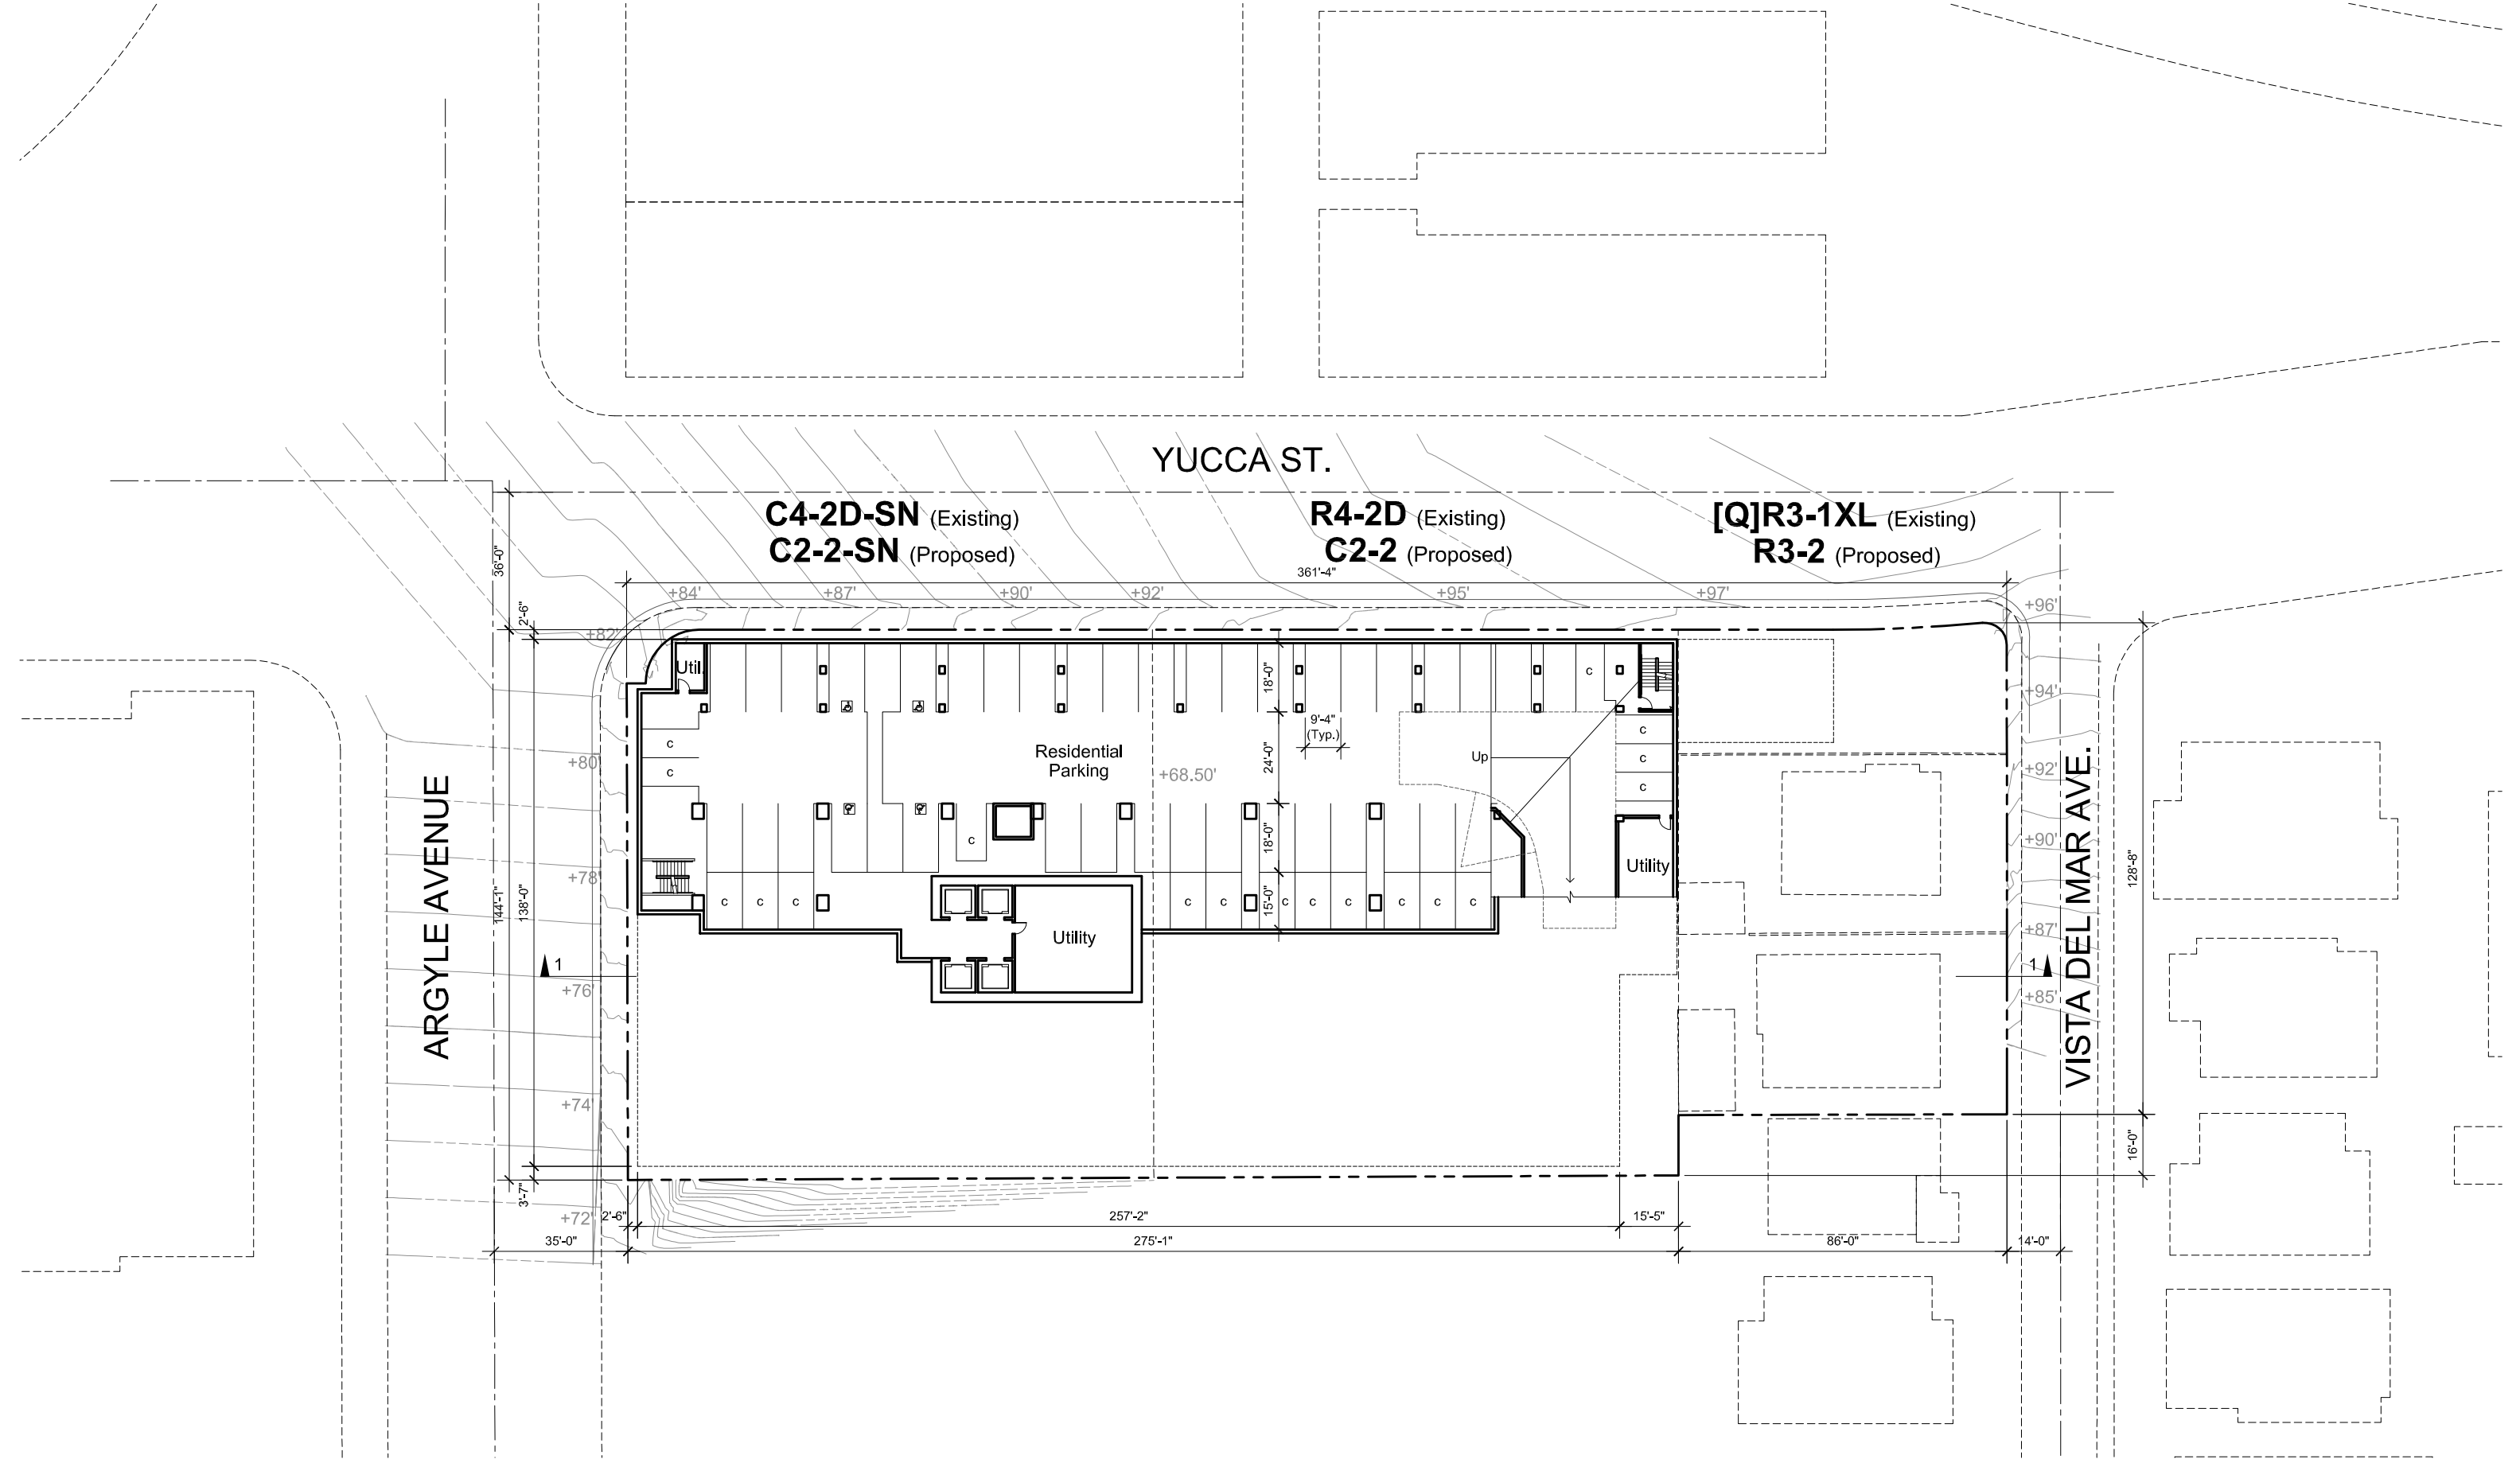 YUCCA ST.
C4-2D-SN (Existing)
C2-2-SN (Proposed)
R4-2D (Existing)
C2-2 (Proposed)
[Q]R3-1XL (Existing)
R3-2 (Proposed)
36'-0"
361'-4"
2'-6"
+84'
+87'
+90'
+92'
+95'
+97'
+96'
+82'
Util.
18'-0"
c
+94'
9'-4"
(Typ.)
c
c
Residential
Parking
+68.50'
24'-0"
Up
c
c
c
+80'
+92'
ARGYLE AVENUE
VISTA DEL MAR AVE.
c
18'-0"
+90'
Utility
128'-8"
+78'
144'-1"
138'-0"
c
c
c
c
c
15'-0"
c
c
c
c
c
c
+87'
Utility
1
1
+76'
+85'
+74'
16'-0"
3'-7"
+72'
2'-6"
257'-2"
15'-5"
35'-0"
275'-1"
86'-0"
14'-0"